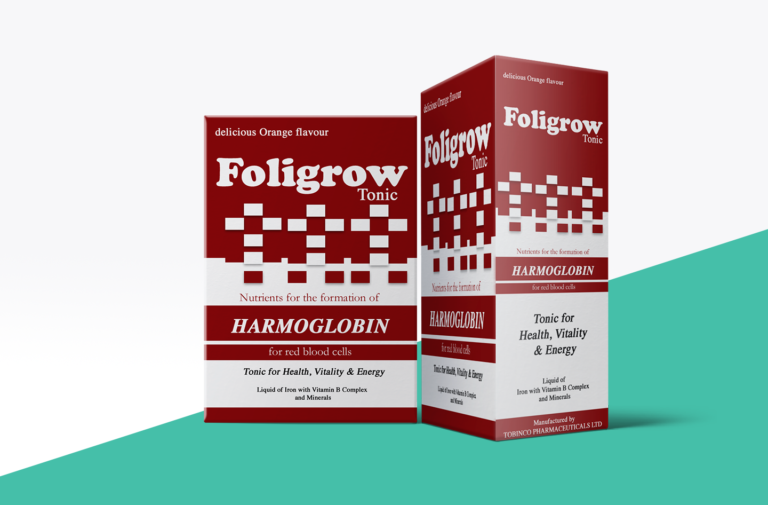 delicious Orange flavour
Foligrow
Tonic
Nutrients for the formation of
HARMOGLOBIN
for red blood cells
Tonic for Health, Vitality & Energy
Liquid of Iron with Vitamin B Complex
and Minerals
delicious Orange flavour
Foligrow
Tonic
Nutrients for the formation of
HARMOGLOBIN
for red blood cells
Tonic for Health, Vitality & Energy
Liquid of Iron with Vitamin B Complex
and Minerals
delicious Orange flavour
Foligrow
Tonic
Nutrients for the formation of
HARMOGLOBIN
for red blood cells
Tonic for
Health, Vitality
& Energy
Liquid of
Iron with Vitamin B Complex
and Minerals
Manufactured by
TOBINCO PHARMACEUTICALS LTD